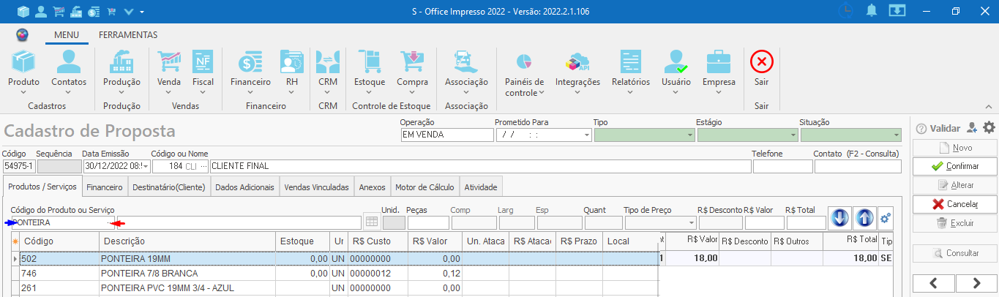 S - Office Impresso 2022 - Versão: 2022.2.1.106
MENU FERRAMENTAS
Produto Contatos Produção Venda Fiscal Financeiro RH CRM Estoque Compra Associação Painéis de controle Integrações Relatórios Usuário Empresa Sair
Cadastros Produção Vendas Financeiro CRM Controle de Estoque Associação Sair
Cadastro de Proposta
Operação Prometido Para Tipo Estágio Situação
EM VENDA / / : :
Validar
Novo
Confirmar
Alterar
Cancelar
Excluir
Consultar
Código Sequência Data Emissão Código ou Nome Telefone Contato (F2 - Consulta)
54975-1 30/12/2022 08: 184 CLI ... CLIENTE FINAL
Produtos / Serviços Financeiro Destinatário(Cliente) Dados Adicionais Vendas Vinculadas Anexos Motor de Cálculo Atividade
Código do Produto ou Serviço Unid. Peças Comp Larg Esp Quant Tipo de Preço R$ Desconto R$ Valor R$ Total
PONTEIRA
Código Descrição Estoque Ur R$ Custo R$ Valor Un. Ataca R$ Atacac R$ Prazo Local R$ Valor R$ Desconto R$ Outros R$ Total Tip
502 PONTEIRA 19MM 0,00 UN 00000000 0,00 1 18,00 18,00 SE
746 PONTEIRA 7/8 BRANCA 0,00 UN 00000012 0,12
261 PONTEIRA PVC 19MM 3/4 - AZUL UN 00000000 0,00